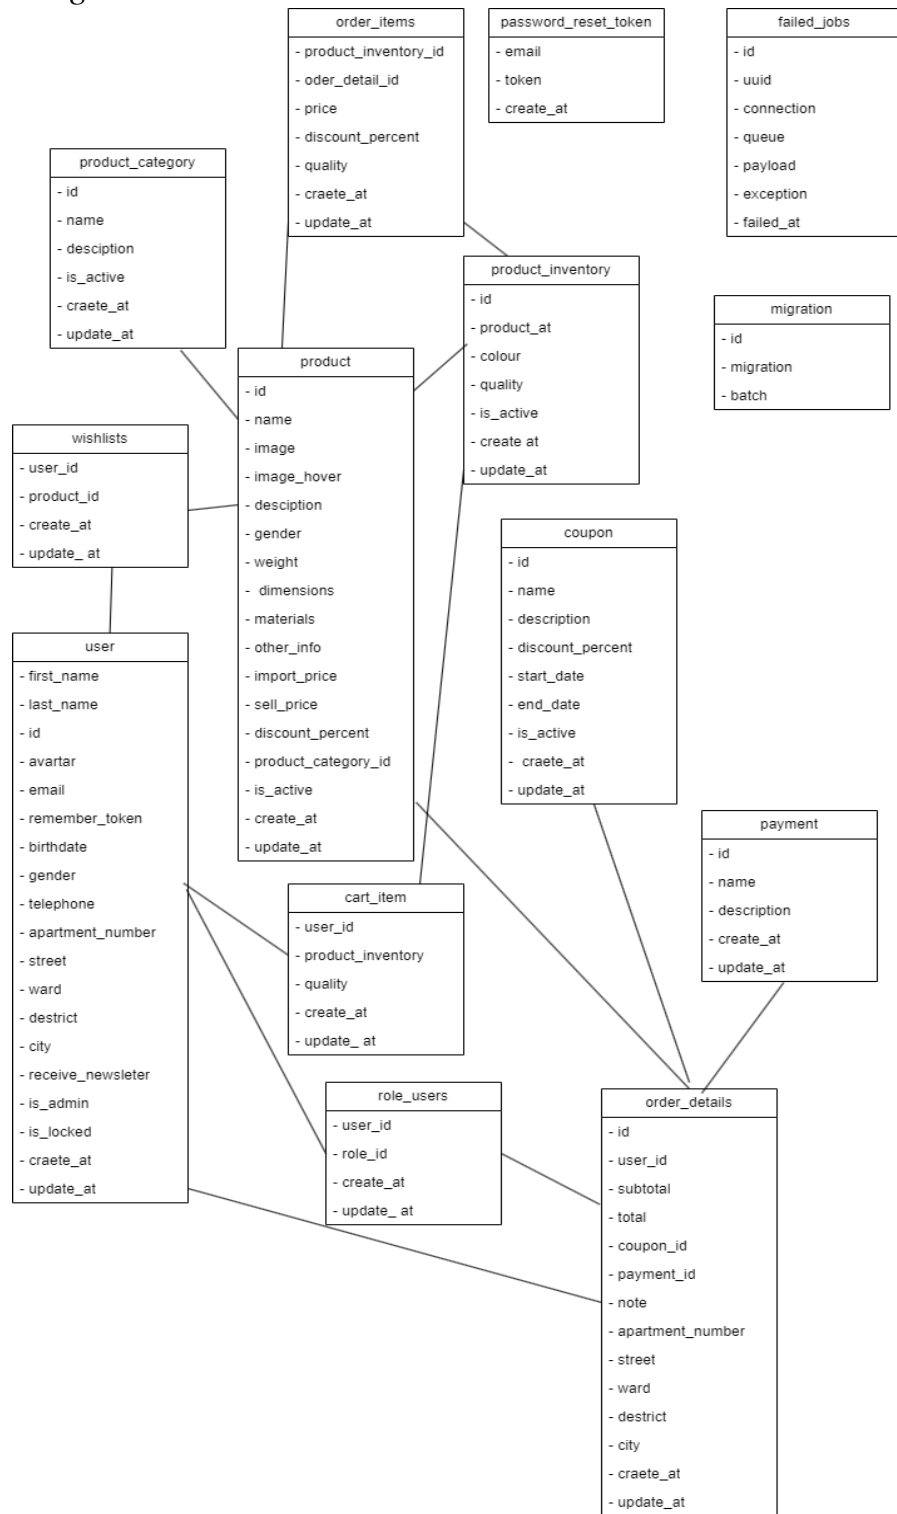 order_items
- product_inventory_id
- oder_detail_id
- price
- discount_percent
- quality
- craete_at
- update_at
password_reset_token
- email
- token
- create_at
failed_jobs
- id
- uuid
- connection
- queue
- payload
- exception
- failed_at
product_category
- id
- name
- desciption
- is_active
- craete_at
- update_at
product_inventory
- id
- product_at
- colour
- quality
- is_active
- create at
- update_at
migration
- id
- migration
- batch
product
- id
- name
- image
- image_hover
- desciption
- gender
- weight
- dimensions
- materials
- other_info
- import_price
- sell_price
- discount_percent
- product_category_id
- is_active
- create_at
- update_at
wishlists
- user_id
- product_id
- create_at
- update_ at
coupon
- id
- name
- description
- discount_percent
- start_date
- end_date
- is_active
- craete_at
- update_at
user
- first_name
- last_name
- id
- avartar
- email
- remember_token
- birthdate
- gender
- telephone
- apartment_number
- street
- ward
- destrict
- city
- receive_newsleter
- is_admin
- is_locked
- craete_at
- update_at
payment
- id
- name
- description
- create_at
- update_at
cart_item
- user_id
- product_inventory
- quality
- create_at
- update_ at
role_users
- user_id
- role_id
- create_at
- update_ at
order_details
- id
- user_id
- subtotal
- total
- coupon_id
- payment_id
- note
- apartment_number
- street
- ward
- destrict
- city
- craete_at
- update_at